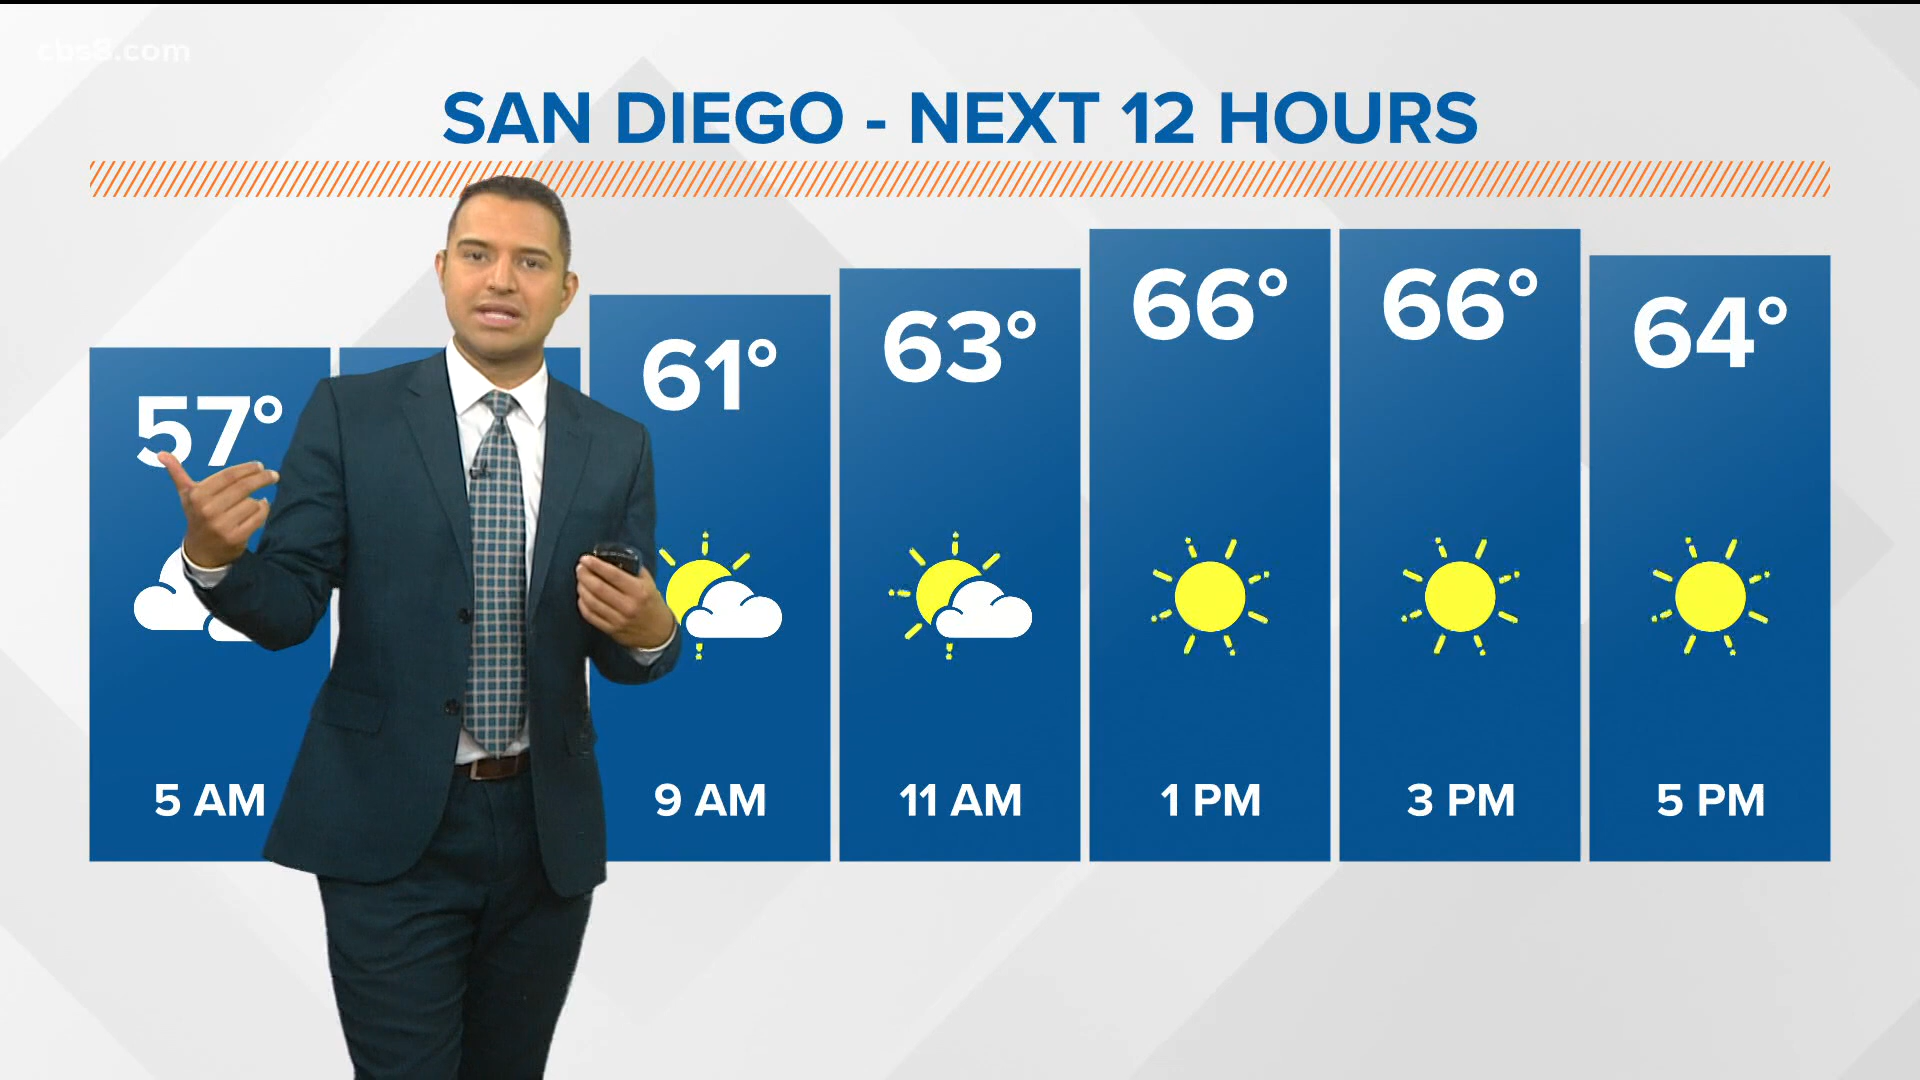 cbs8.com
SAN DIEGO - NEXT 12 HOURS
57°
61°
63°
66°
66°
64°
5 AM
9 AM
11 AM
1 PM
3 PM
5 PM